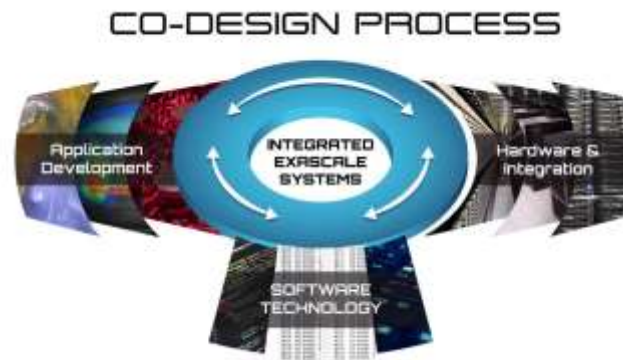 CO-DESIGN PROCESS
Application
Development
INTEGRATED
EXASCALE
SYSTEMS
Hardware &
Integration
SOFTWARE
TECHNOLOGY